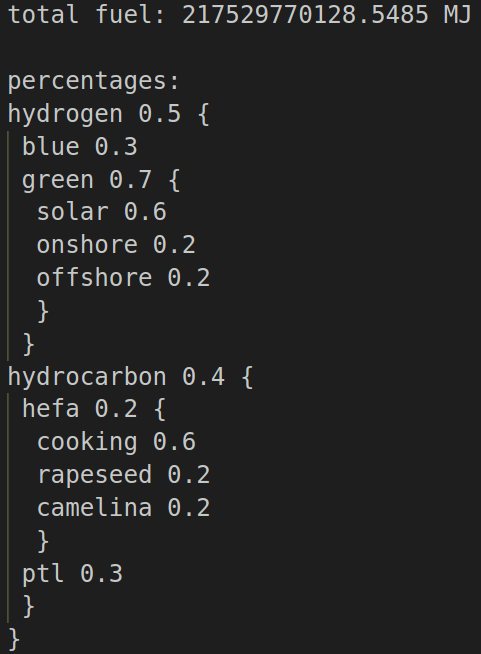 total fuel: 217529770128.5485 MJ

percentages:
hydrogen 0.5 {
 blue 0.3
 green 0.7 {
  solar 0.6
  onshore 0.2
  offshore 0.2
  }
 }
hydrocarbon 0.4 {
 hefa 0.2 {
  cooking 0.6
  rapeseed 0.2
  camelina 0.2
  }
 ptl 0.3
 }
}